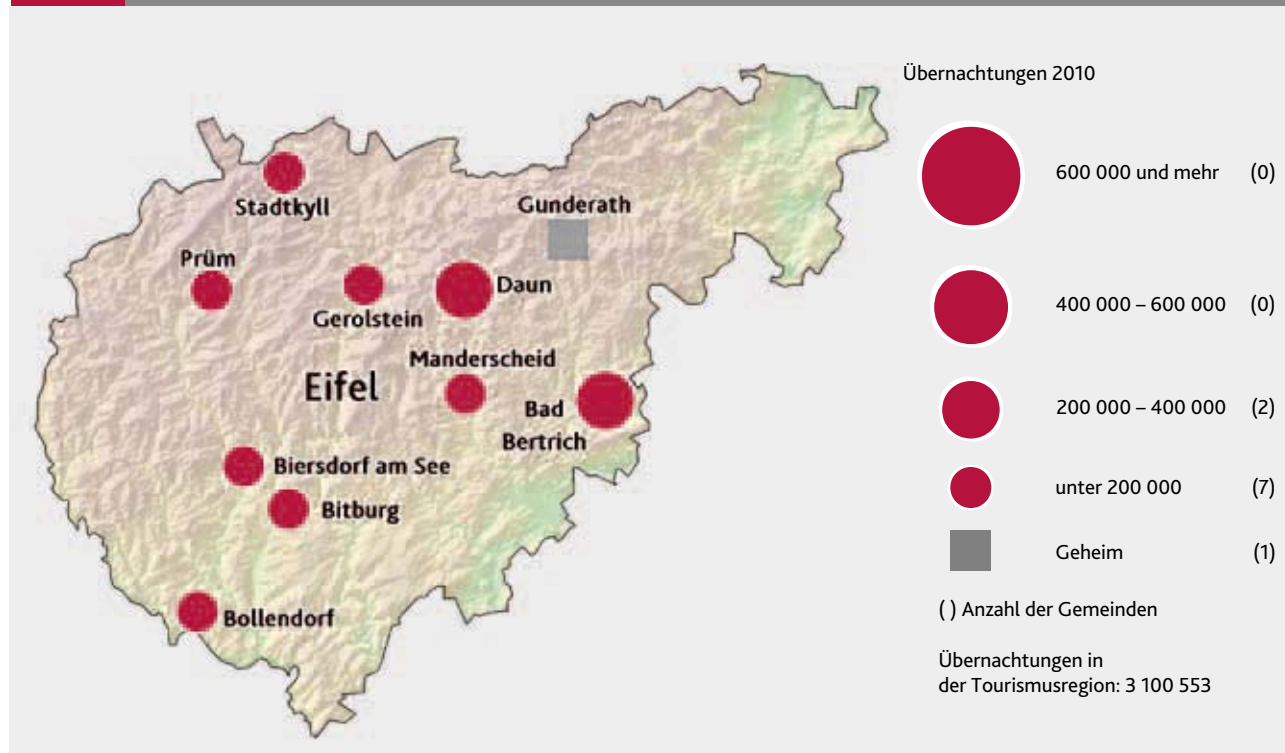 Stadtkyll
Gunderath
Prüm
Daun
Gerolstein
Manderscheid
Eifel
Bad
Bertrich
Biersdorf am See
Bitburg
Bollendorf
Übernachtungen 2010
600 000 und mehr (0)
400 000 – 600 000 (0)
200 000 – 400 000 (2)
unter 200 000 (7)
Geheim (1)
( ) Anzahl der Gemeinden
Übernachtungen in
der Tourismusregion: 3 100 553